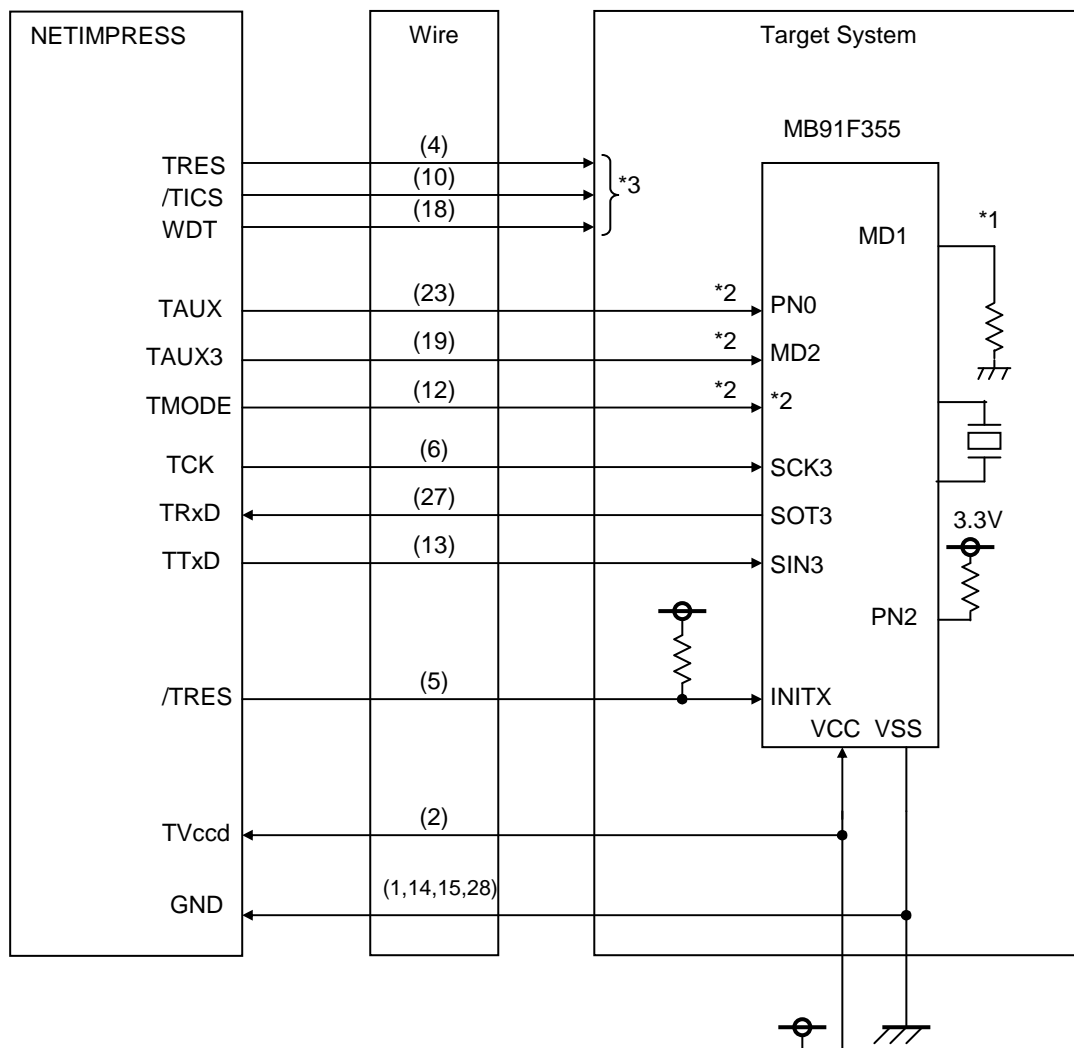 NETIMPRESS
Wire
Target System
MB91F355
TRES
(4)
/TICS
(10)
*3
WDT
(18)
MD1
*1
TAUX
(23)
*2
PN0
TAUX3
(19)
*2
MD2
TMODE
(12)
*2
*2
TCK
(6)
SCK3
TRxD
(27)
SOT3
3.3V
TTxD
(13)
SIN3
PN2
/TRES
(5)
INITX
VCC
VSS
TVccd
(2)
GND
(1,14,15,28)